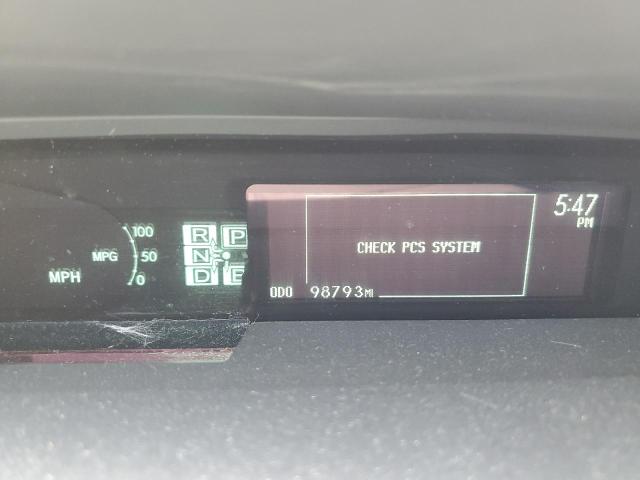 5:47
PM
CHECK PCS SYSTEM
ODO 98793 MI
100
MPG 50
0
MPH
R P
N
D B